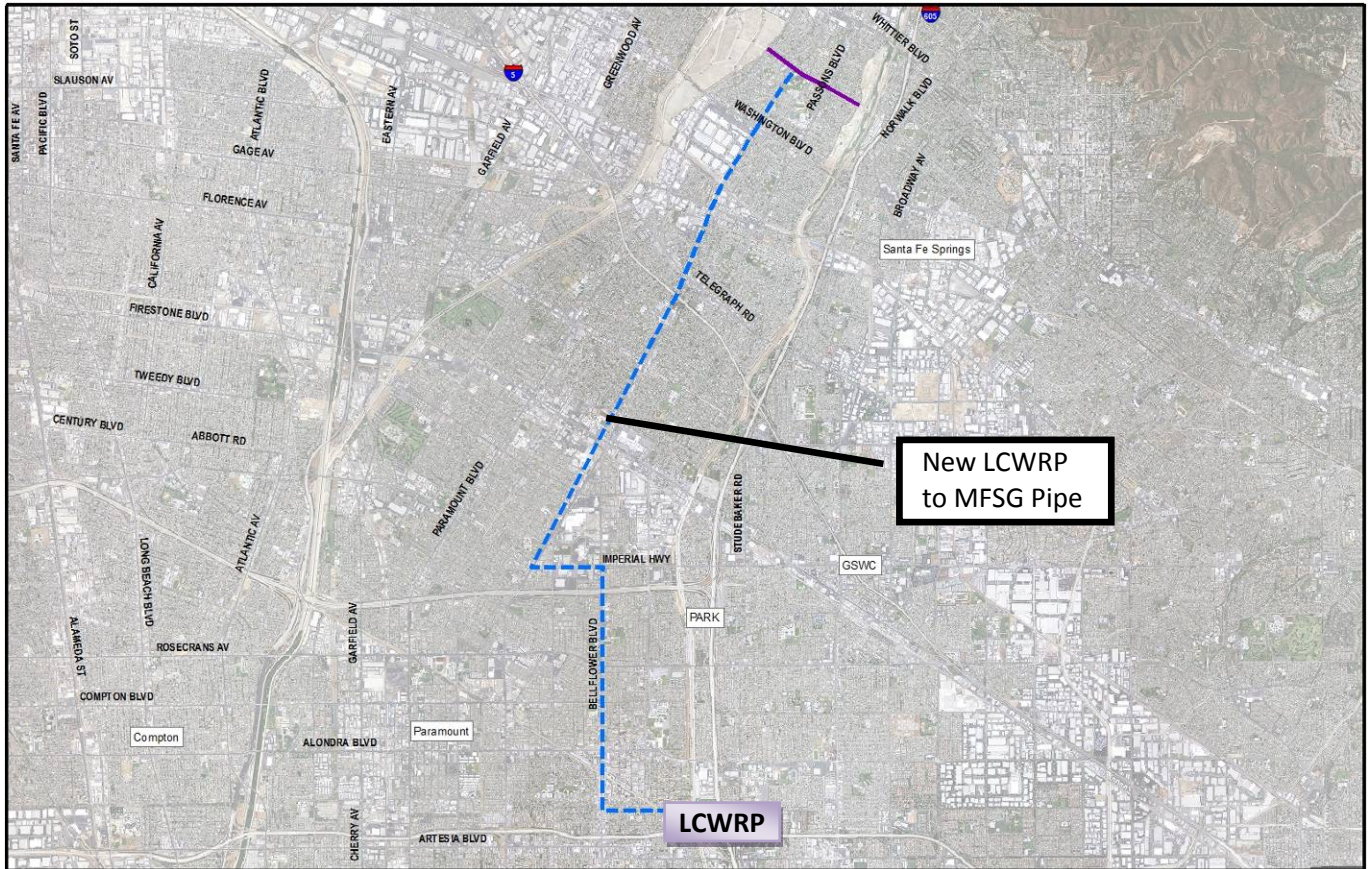 SOTO ST
SLAUSON AV
SANTA FE AV
PACIFIC BLVD
ATLANTIC BLVD
GAGE AV
EASTERN AV
5
GARFIELD AV
GREENWOOD AV
605
WHITTIER BLVD
PASSONS BLVD
WASHINGTON BLVD
NORWALK BLVD
BROADWAY AV
FLORENCE AV
CALIFORNIA AV
Santa Fe Springs
TELEGRAPH RD
FIRESTONE BLVD
TWEEDY BLVD
CENTURY BLVD
ABBOTT RD
PARAMOUNT BLVD
New LCWRP
to MFSG Pipe
STUDEBAKER RD
ATLANTIC AV
LONG BEACH BLVD
IMPERIAL HWY
GSWC
PARK
ALAMEDA ST
ROSECRANS AV
GARFIELD AV
BELLFLOWER BLVD
COMPTON BLVD
Compton
Paramount
ALONDRA BLVD
LCWRP
CHERRY AV
ARTESIA BLVD